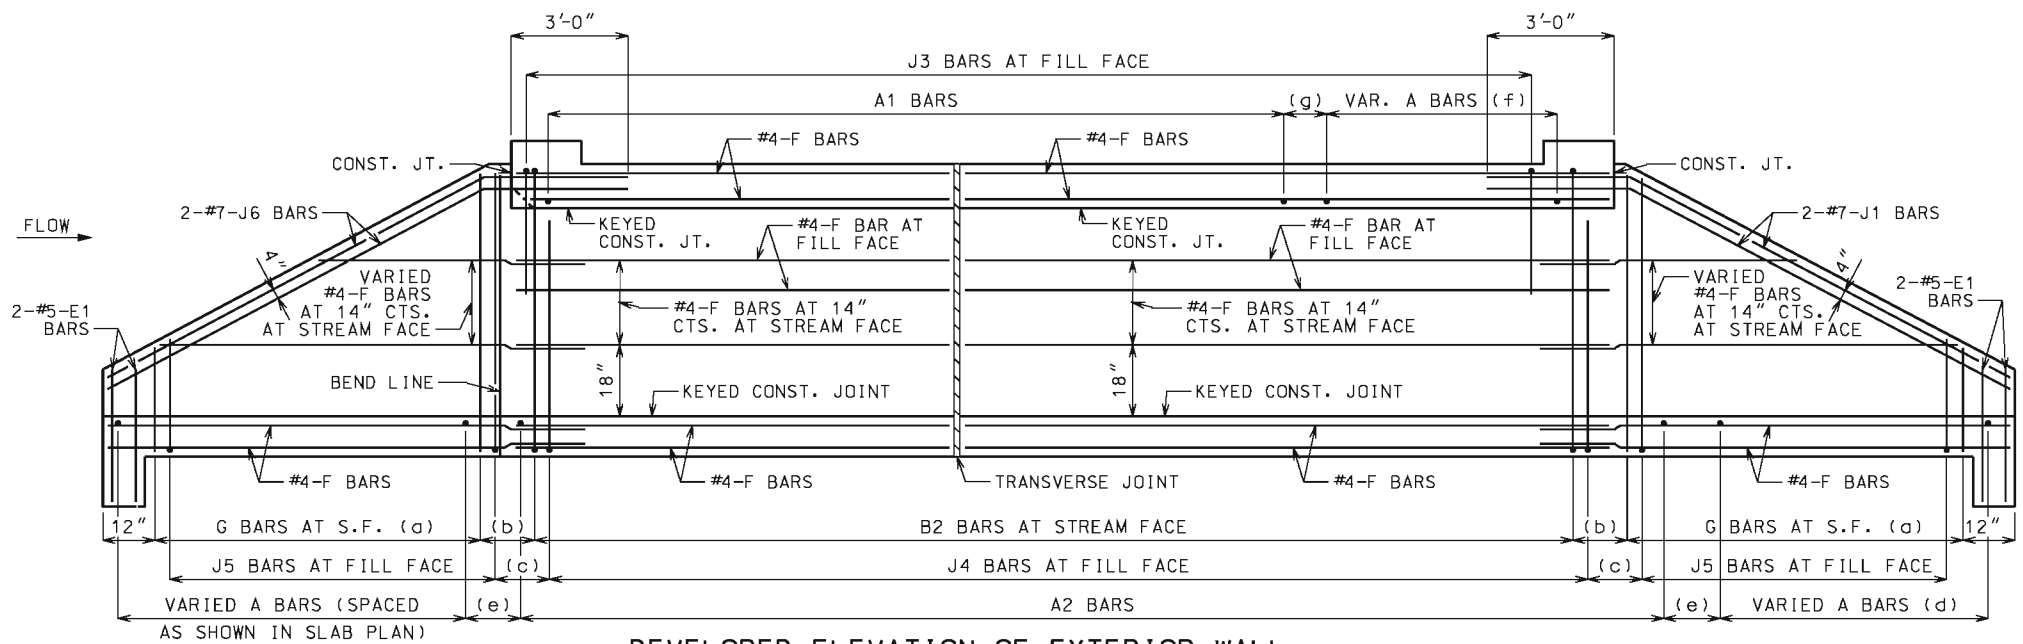 3'-0"
3'-0"
J3 BARS AT FILL FACE
A1 BARS
(g)
VAR. A BARS (f)
#4-F BARS
#4-F BARS
CONST. JT.
CONST. JT.
2-#7-J6 BARS
KEYED
CONST. JT.
#4-F BAR AT
FILL FACE
KEYED
CONST. JT.
#4-F BAR AT
FILL FACE
2-#7-J1 BARS
FLOW
4"
VARIED
#4-F BARS
AT 14" CTS.
AT STREAM FACE
#4-F BARS AT 14"
CTS. AT STREAM FACE
#4-F BARS AT 14"
CTS. AT STREAM FACE
VARIED
#4-F BARS
AT 14" CTS.
AT STREAM FACE
4"
2-#5-E1
BARS
2-#5-E1
BARS
BEND LINE
18"
KEYED CONST. JOINT
18"
KEYED CONST. JOINT
#4-F BARS
#4-F BARS
TRANSVERSE JOINT
#4-F BARS
#4-F BARS
12"
G BARS AT S.F. (a)
(b)
B2 BARS AT STREAM FACE
(b)
G BARS AT S.F. (a)
12"
J5 BARS AT FILL FACE
(c)
J4 BARS AT FILL FACE
(c)
J5 BARS AT FILL FACE
VARIED A BARS (SPACED
AS SHOWN IN SLAB PLAN)
(e)
A2 BARS
(e)
VARIED A BARS (d)
DEVELOPED ELEVATION OF EXTERIOR WALL